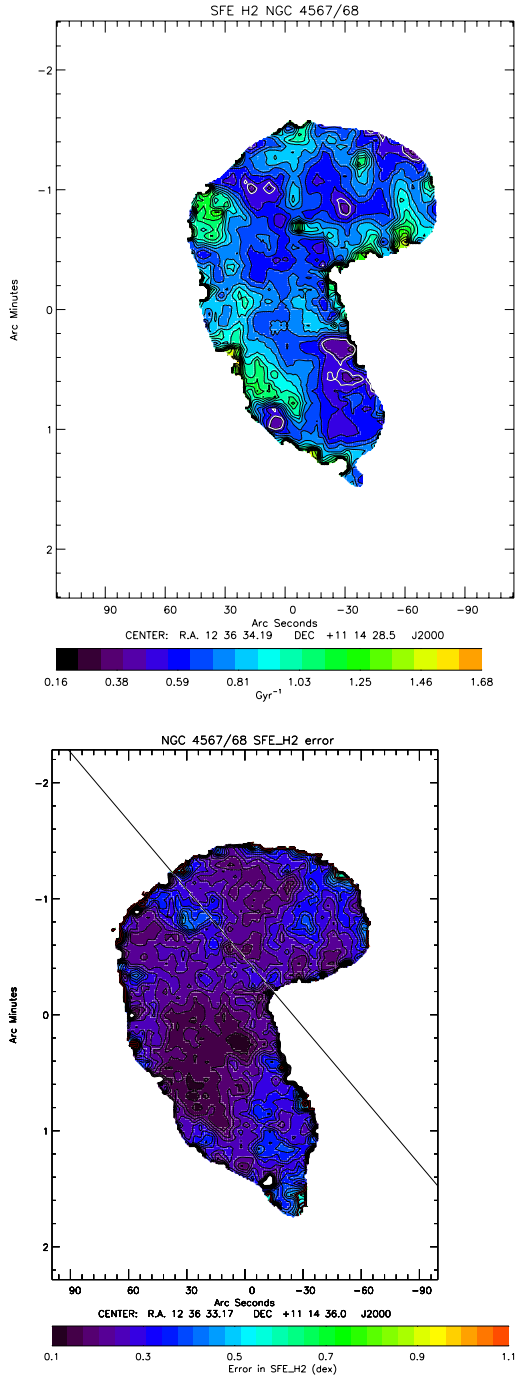 SFE H2 NGC 4567/68
−2
−1
0
1
2
Arc Minutes
90 60 30 0 −30 −60 −90
Arc Seconds
CENTER: R.A. 12 36 34.19 DEC +11 14 28.5 J2000
0.16 0.38 0.59 0.81 1.03 1.25 1.46 1.68
Gyr⁻¹
NGC 4567/68 SFE_H2 error
−2
−1
0
1
2
Arc Minutes
90 60 30 0 −30 −60 −90
Arc Seconds
CENTER: R.A. 12 36 33.17 DEC +11 14 36.0 J2000
0.1 0.3 0.5 0.7 0.9 1.1
Error in SFE_H2 (dex)